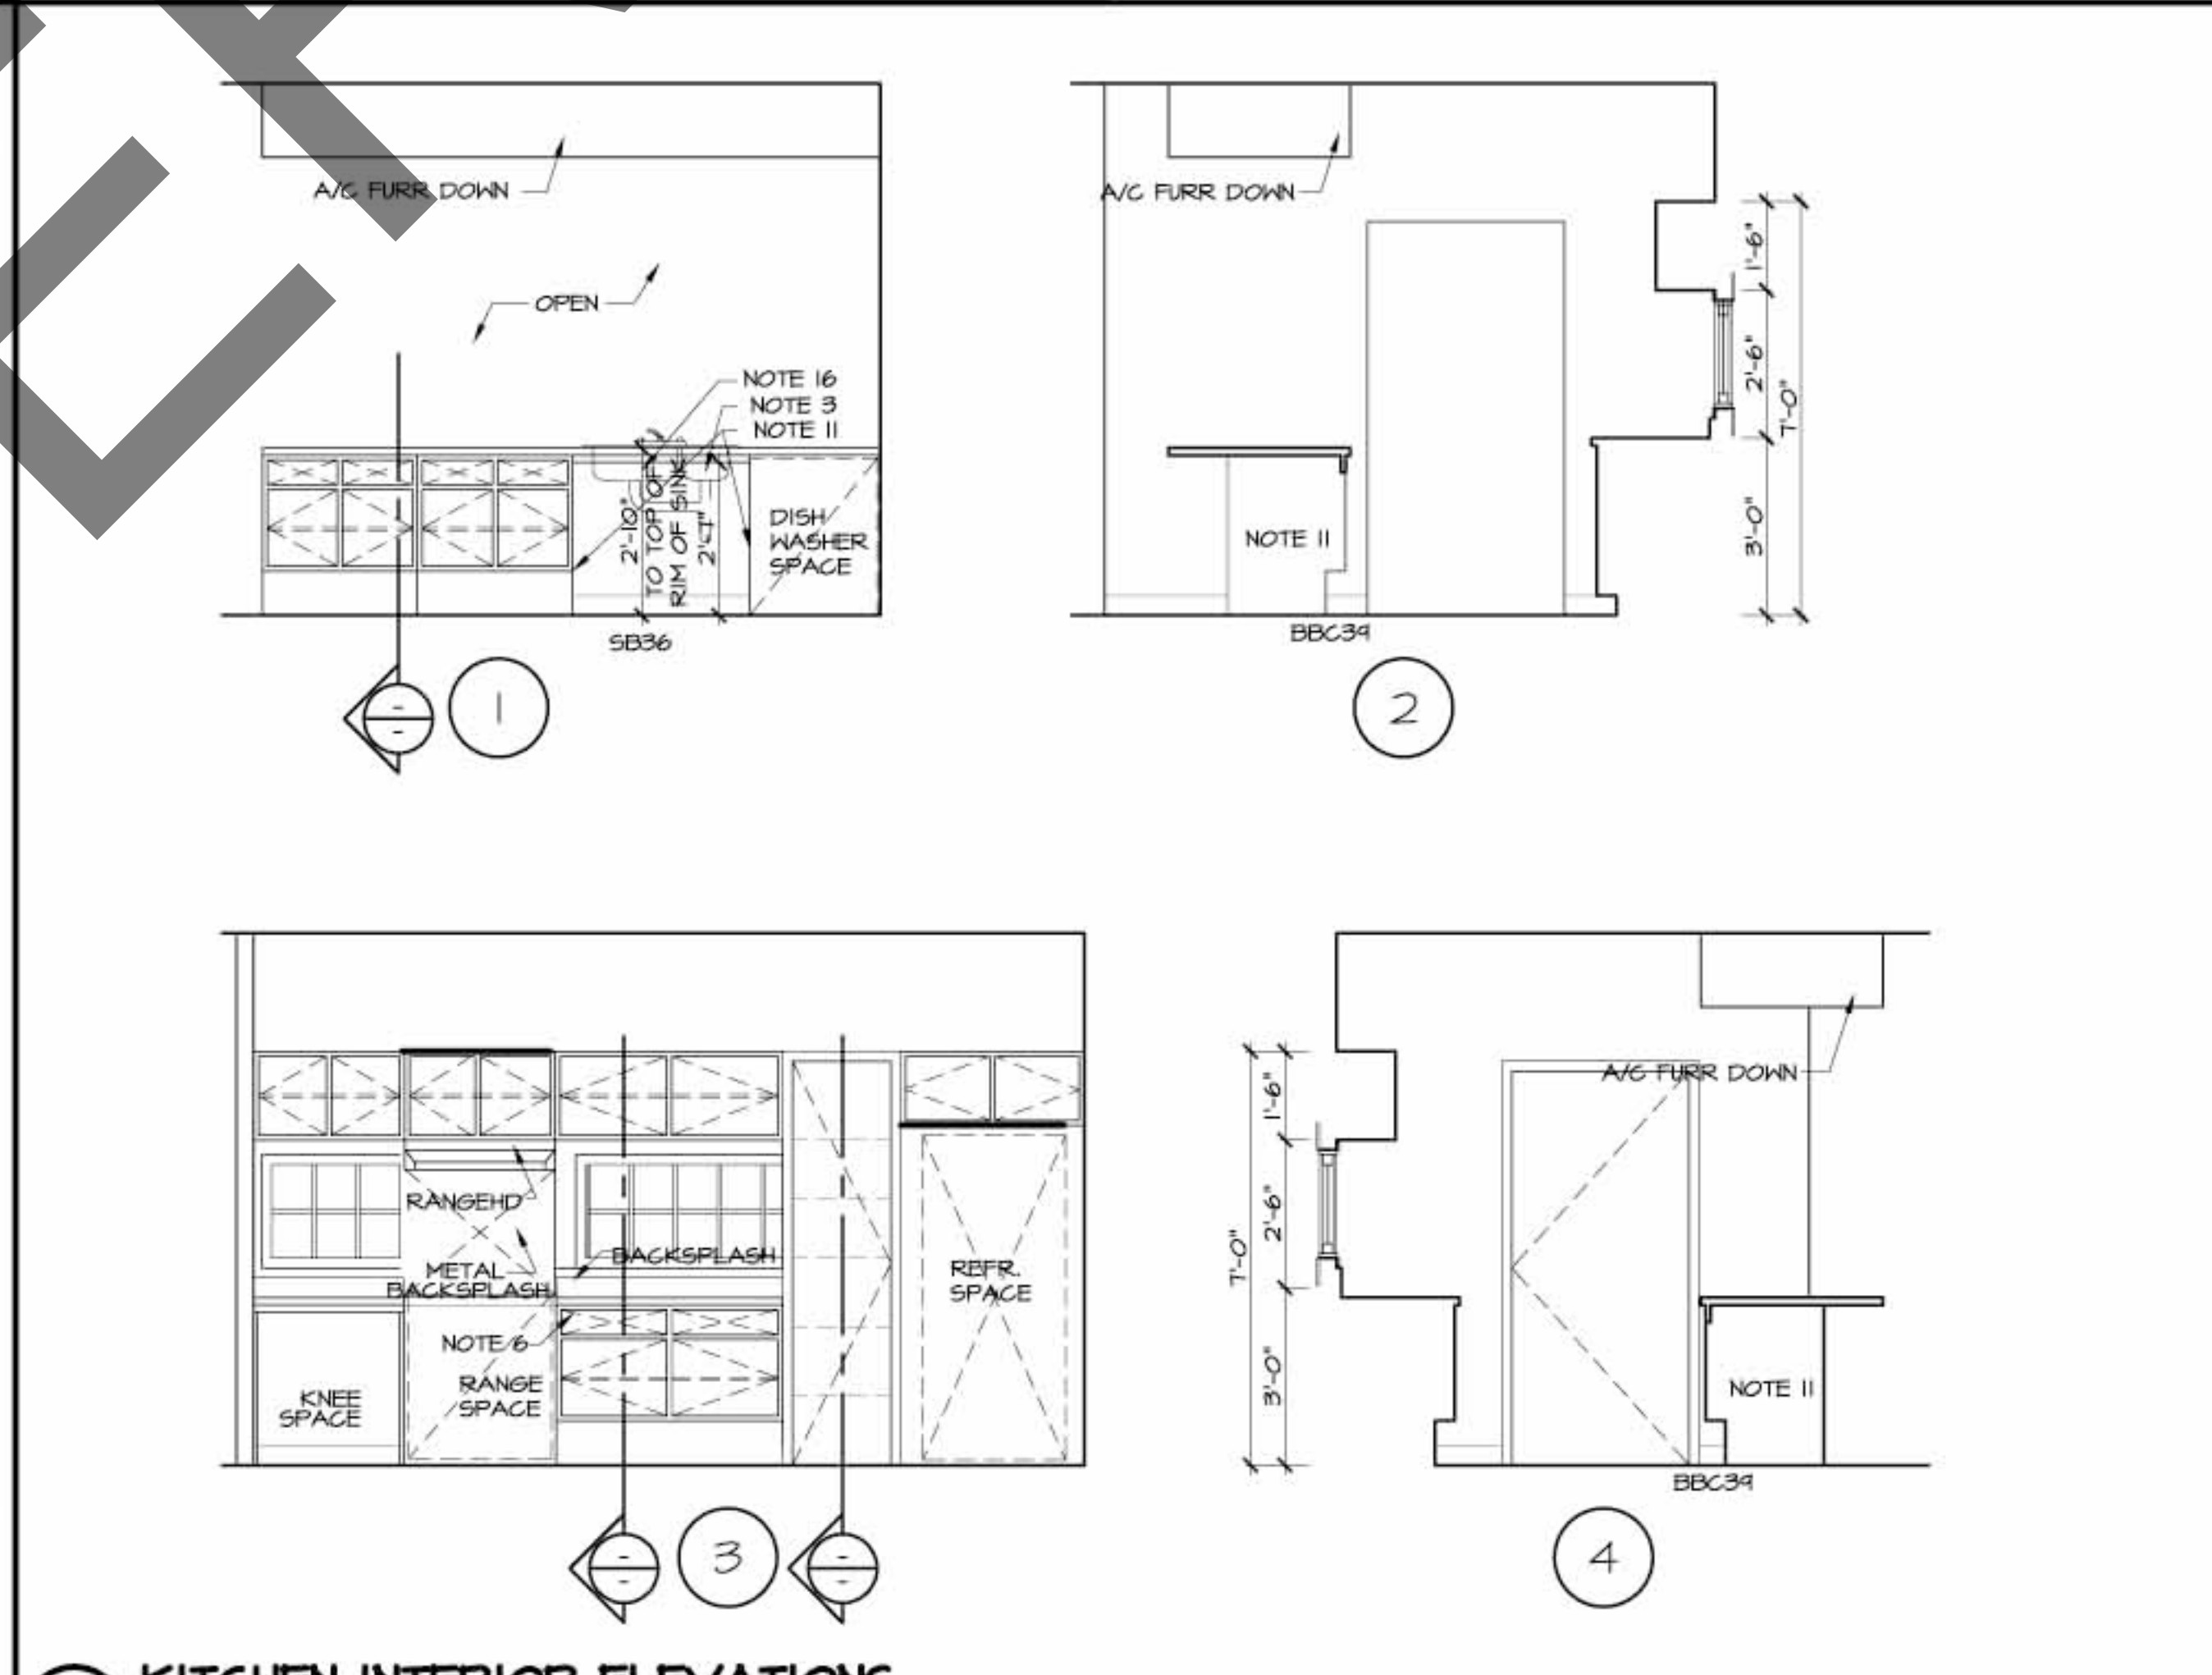 A/C FURR DOWN
OPEN
NOTE 16
NOTE 3
NOTE 11
2'-10"
TO TOP OF
RIM OF SINK
DISH
WASHER
SPACE
SB36
-
-
1
A/C FURR DOWN
1'-6"
2'-6"
7'-0"
3'-0"
NOTE 11
BBC39
2
RANGEHD
METAL
BACKSPLASH
BACKSPLASH
NOTE 6
RANGE
SPACE
KNEE
SPACE
REFR.
SPACE
-
-
3
-
-
A/C FURR DOWN
1'-6"
2'-6"
7'-0"
3'-0"
NOTE 11
BBC39
4
KITCHEN INTERIOR ELEVATIONS